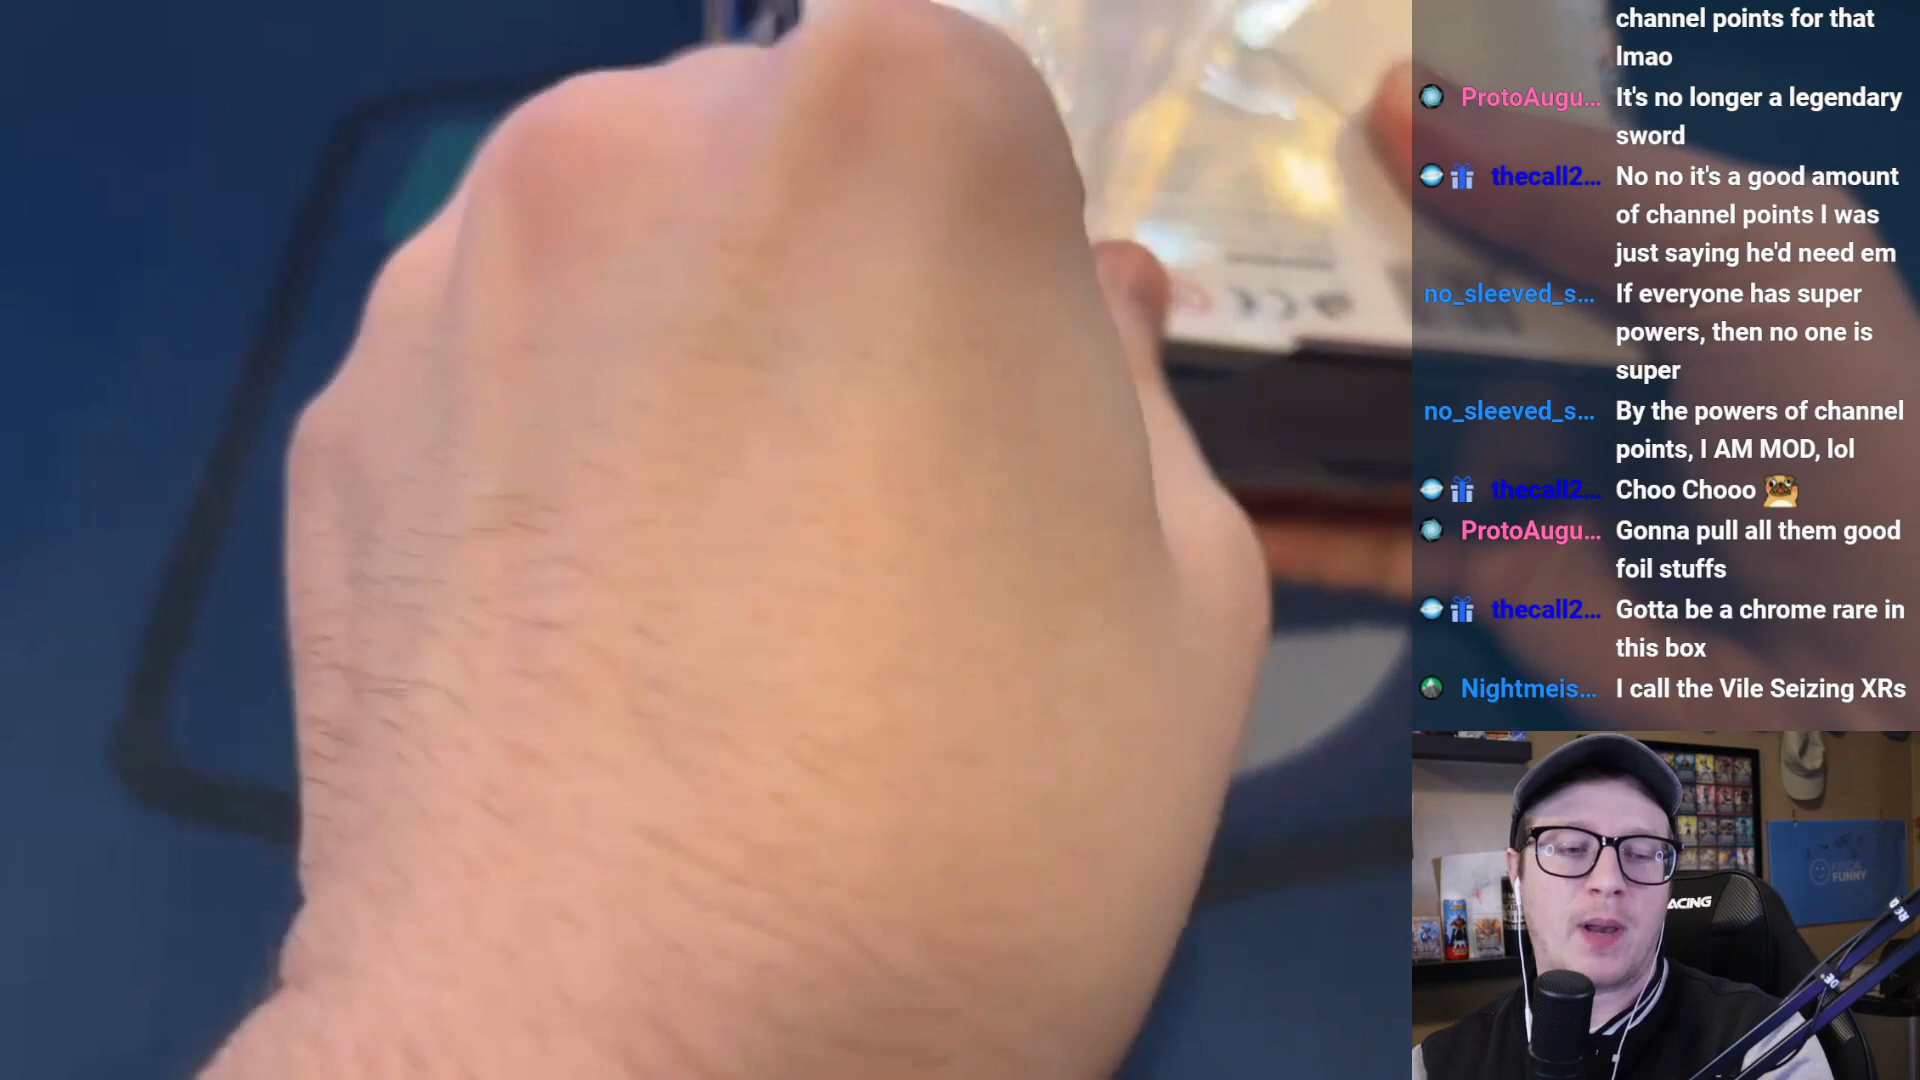 channel points for that
lmao
ProtoAugu... It's no longer a legendary
sword
thecall2... No no it's a good amount
of channel points I was
just saying he'd need em
no_sleeved_s... If everyone has super
powers, then no one is
super
no_sleeved_s... By the powers of channel
points, I AM MOD, lol
thecall2... Choo Chooo
ProtoAugu... Gonna pull all them good
foil stuffs
thecall2... Gotta be a chrome rare in
this box
Nightmeis... I call the Vile Seizing XRs
KINDA
FUNNY
ACING